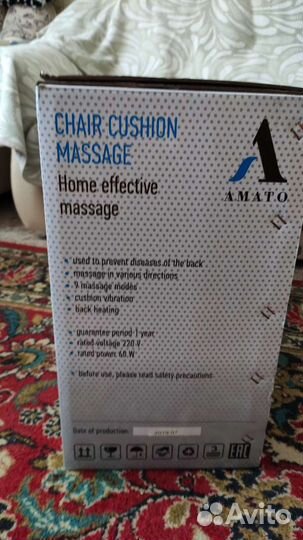 CHAIR CUSHION
MASSAGE
Home effective
massage
AMATO
• used to prevent diseases of the back
• massage in various directions
• 9 massage modes
• cushion vibration
• back heating
• guarantee period 1 year
• rated voltage 220 V
• rated power 60 W
• before use, please read safety precautions
Date of production:
2019.07
EAC
Avito